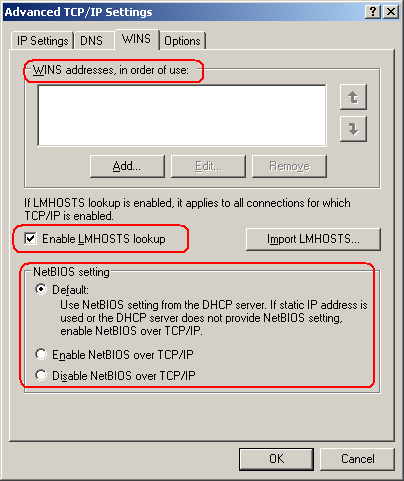 Advanced TCP/IP Settings
IP Settings DNS WINS Options
WINS addresses, in order of use:
Add... Edit... Remove
If LMHOSTS lookup is enabled, it applies to all connections for which
TCP/IP is enabled.
Enable LMHOSTS lookup Import LMHOSTS...
NetBIOS setting
Default:
Use NetBIOS setting from the DHCP server. If static IP address is
used or the DHCP server does not provide NetBIOS setting,
enable NetBIOS over TCP/IP.
Enable NetBIOS over TCP/IP
Disable NetBIOS over TCP/IP
OK Cancel